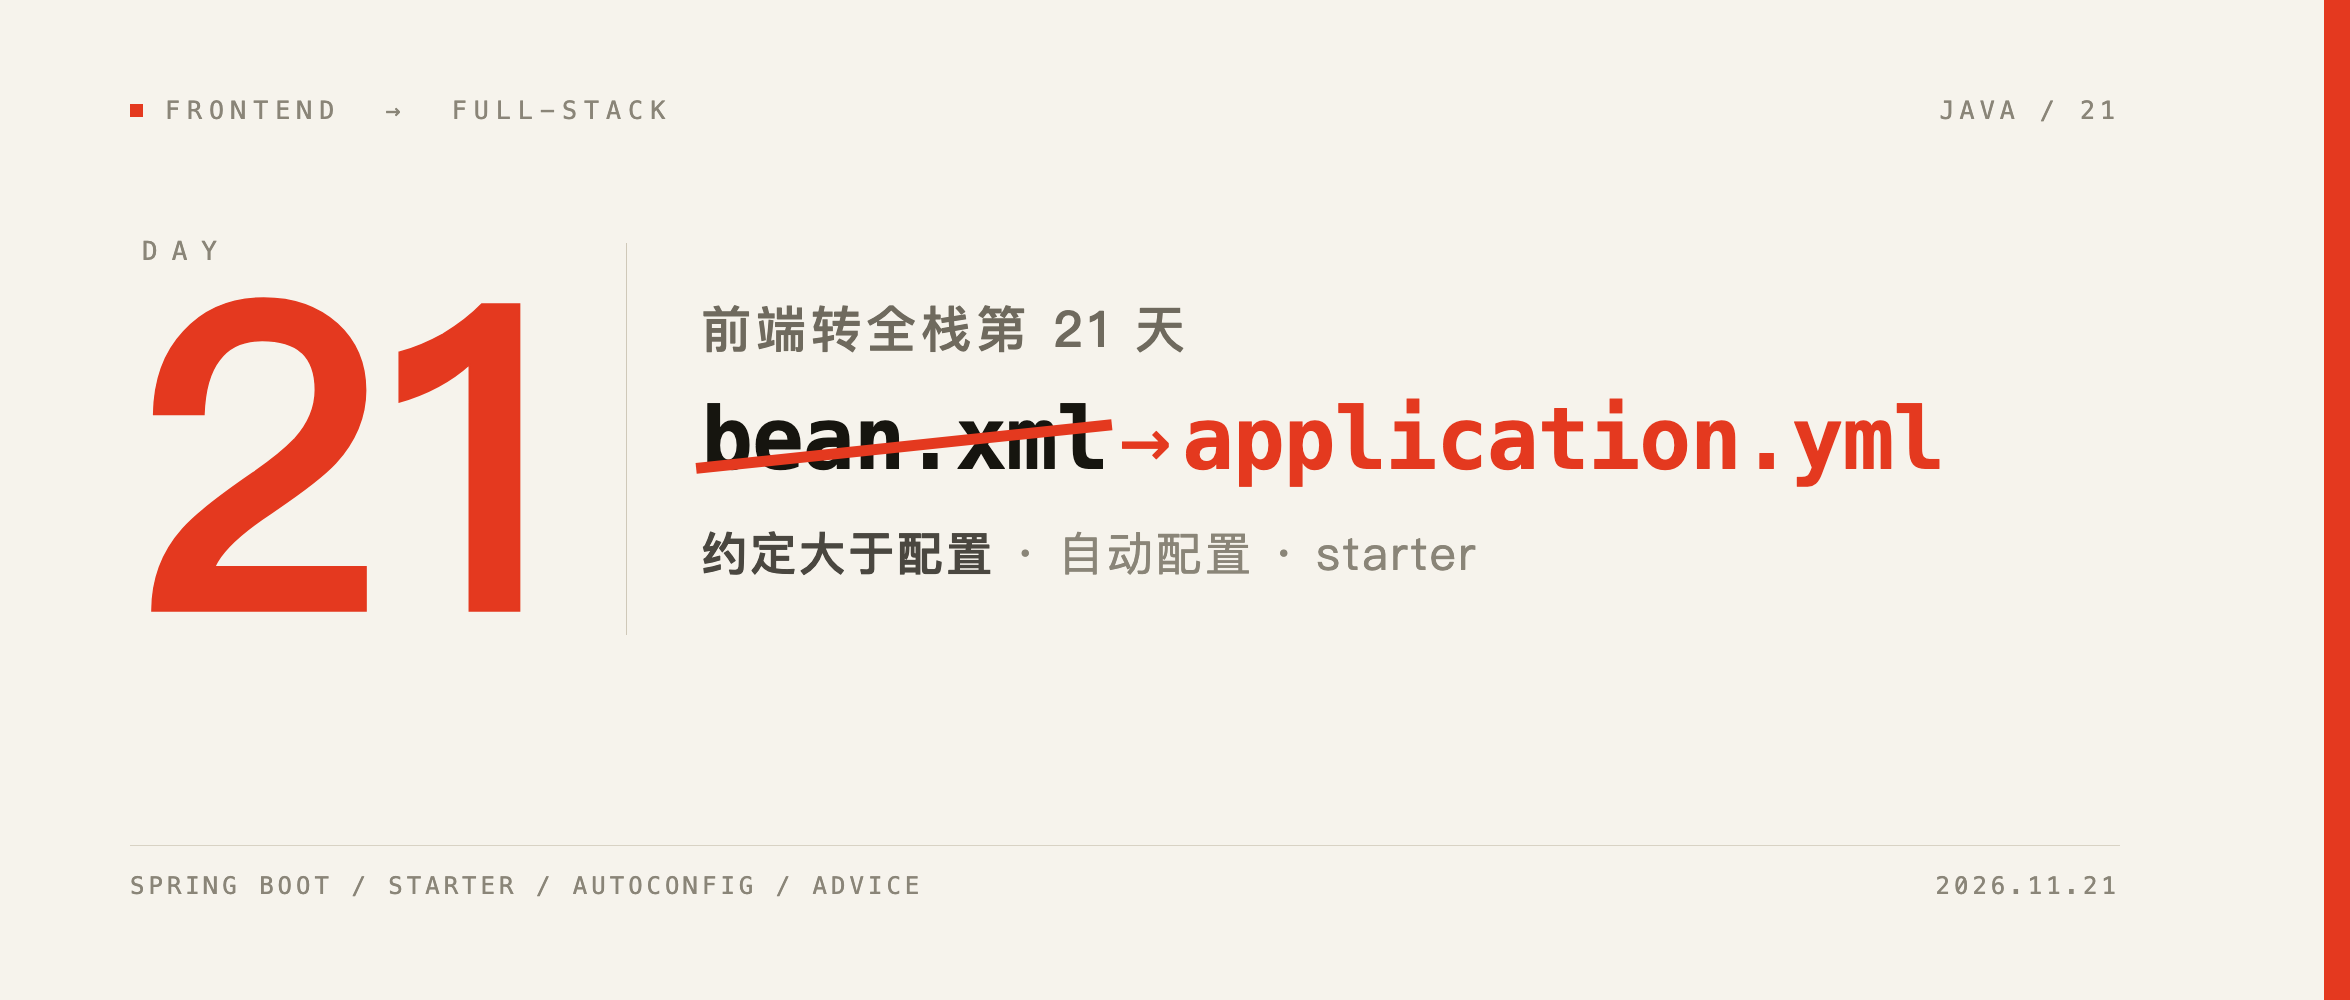 FRONTEND → FULL-STACK
JAVA / 21
DAY
21
前端转全栈第 21 天
bean.xml→application.yml
约定大于配置 · 自动配置 · starter
SPRING BOOT / STARTER / AUTOCONFIG / ADVICE
2026.11.21